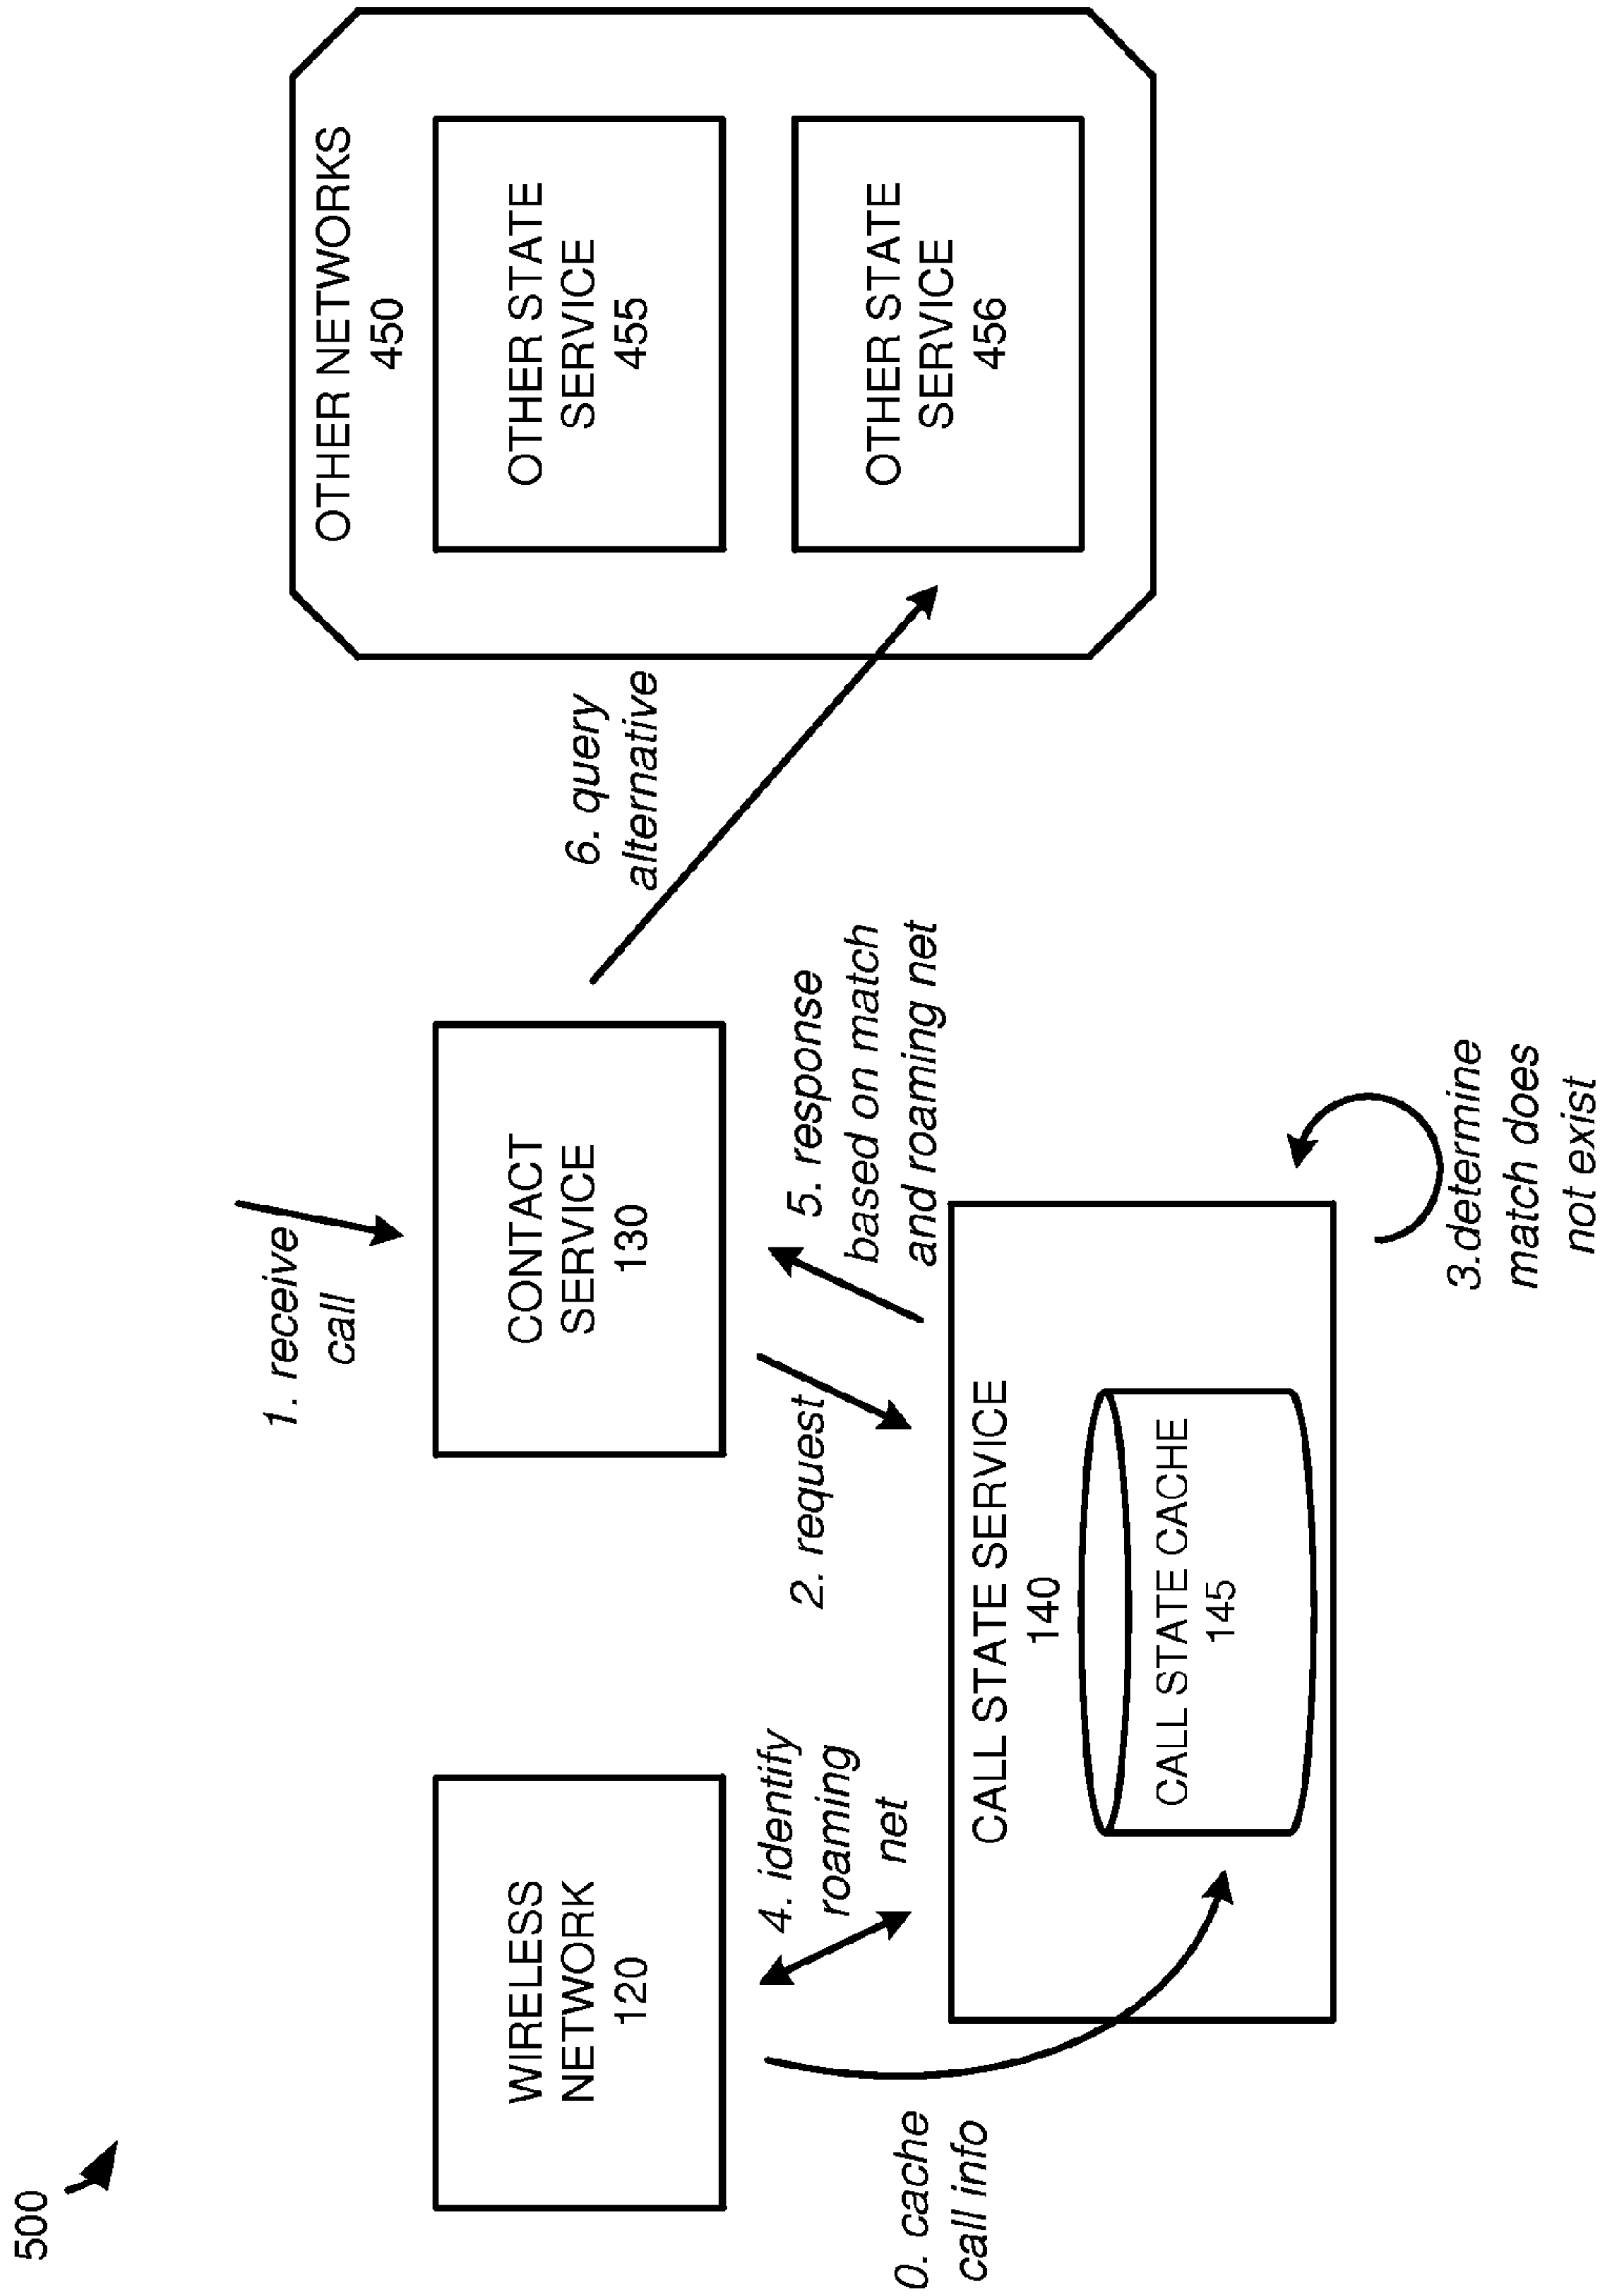 500
WIRELESS
NETWORK
120
0. cache
call info
4. identify
roaming
net
1. receive
call
CONTACT
SERVICE
130
2. request
5. response
based on match
and roaming net
CALL STATE SERVICE
140
CALL STATE CACHE
145
3.determine
match does
not exist
6. query
alternative
OTHER NETWORKS
450
OTHER STATE
SERVICE
455
OTHER STATE
SERVICE
456